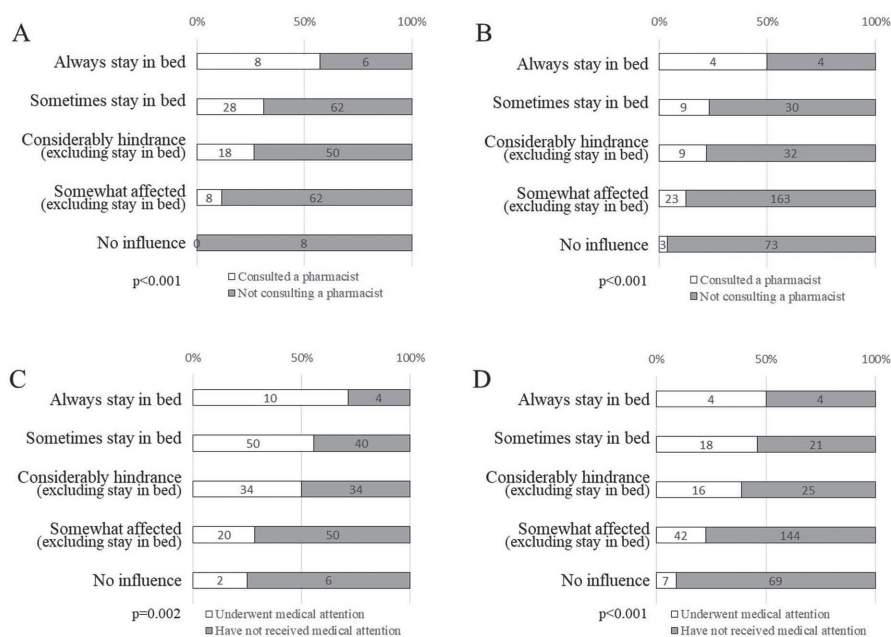 A
0% 50% 100%
Always stay in bed 8 6
Sometimes stay in bed 28 62
Considerably hindrance
(excluding stay in bed) 18 50
Somewhat affected
(excluding stay in bed) 8 62
No influence 0 8
p<0.001
Consulted a pharmacist
Not consulting a pharmacist
B
0% 50% 100%
Always stay in bed 4 4
Sometimes stay in bed 9 30
Considerably hindrance
(excluding stay in bed) 9 32
Somewhat affected
(excluding stay in bed) 23 163
No influence 3 73
p<0.001
Consulted a pharmacist
Not consulting a pharmacist
C
0% 50% 100%
Always stay in bed 10 4
Sometimes stay in bed 50 40
Considerably hindrance
(excluding stay in bed) 34 34
Somewhat affected
(excluding stay in bed) 20 50
No influence 2 6
p=0.002
Underwent medical attention
Have not received medical attention
D
0% 50% 100%
Always stay in bed 4 4
Sometimes stay in bed 18 21
Considerably hindrance
(excluding stay in bed) 16 25
Somewhat affected
(excluding stay in bed) 42 144
No influence 7 69
p<0.001
Underwent medical attention
Have not received medical attention